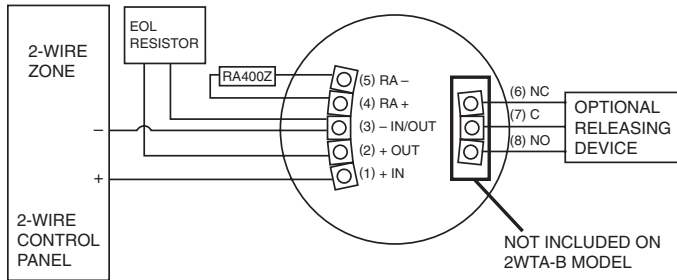 2-WIRE
ZONE
–
+
2-WIRE
CONTROL
PANEL
EOL
RESISTOR
RA400Z
(5) RA –
(4) RA +
(3) – IN/OUT
(2) + OUT
(1) + IN
(6) NC
(7) C
(8) NO
OPTIONAL
RELEASING
DEVICE
NOT INCLUDED ON
2WTA-B MODEL